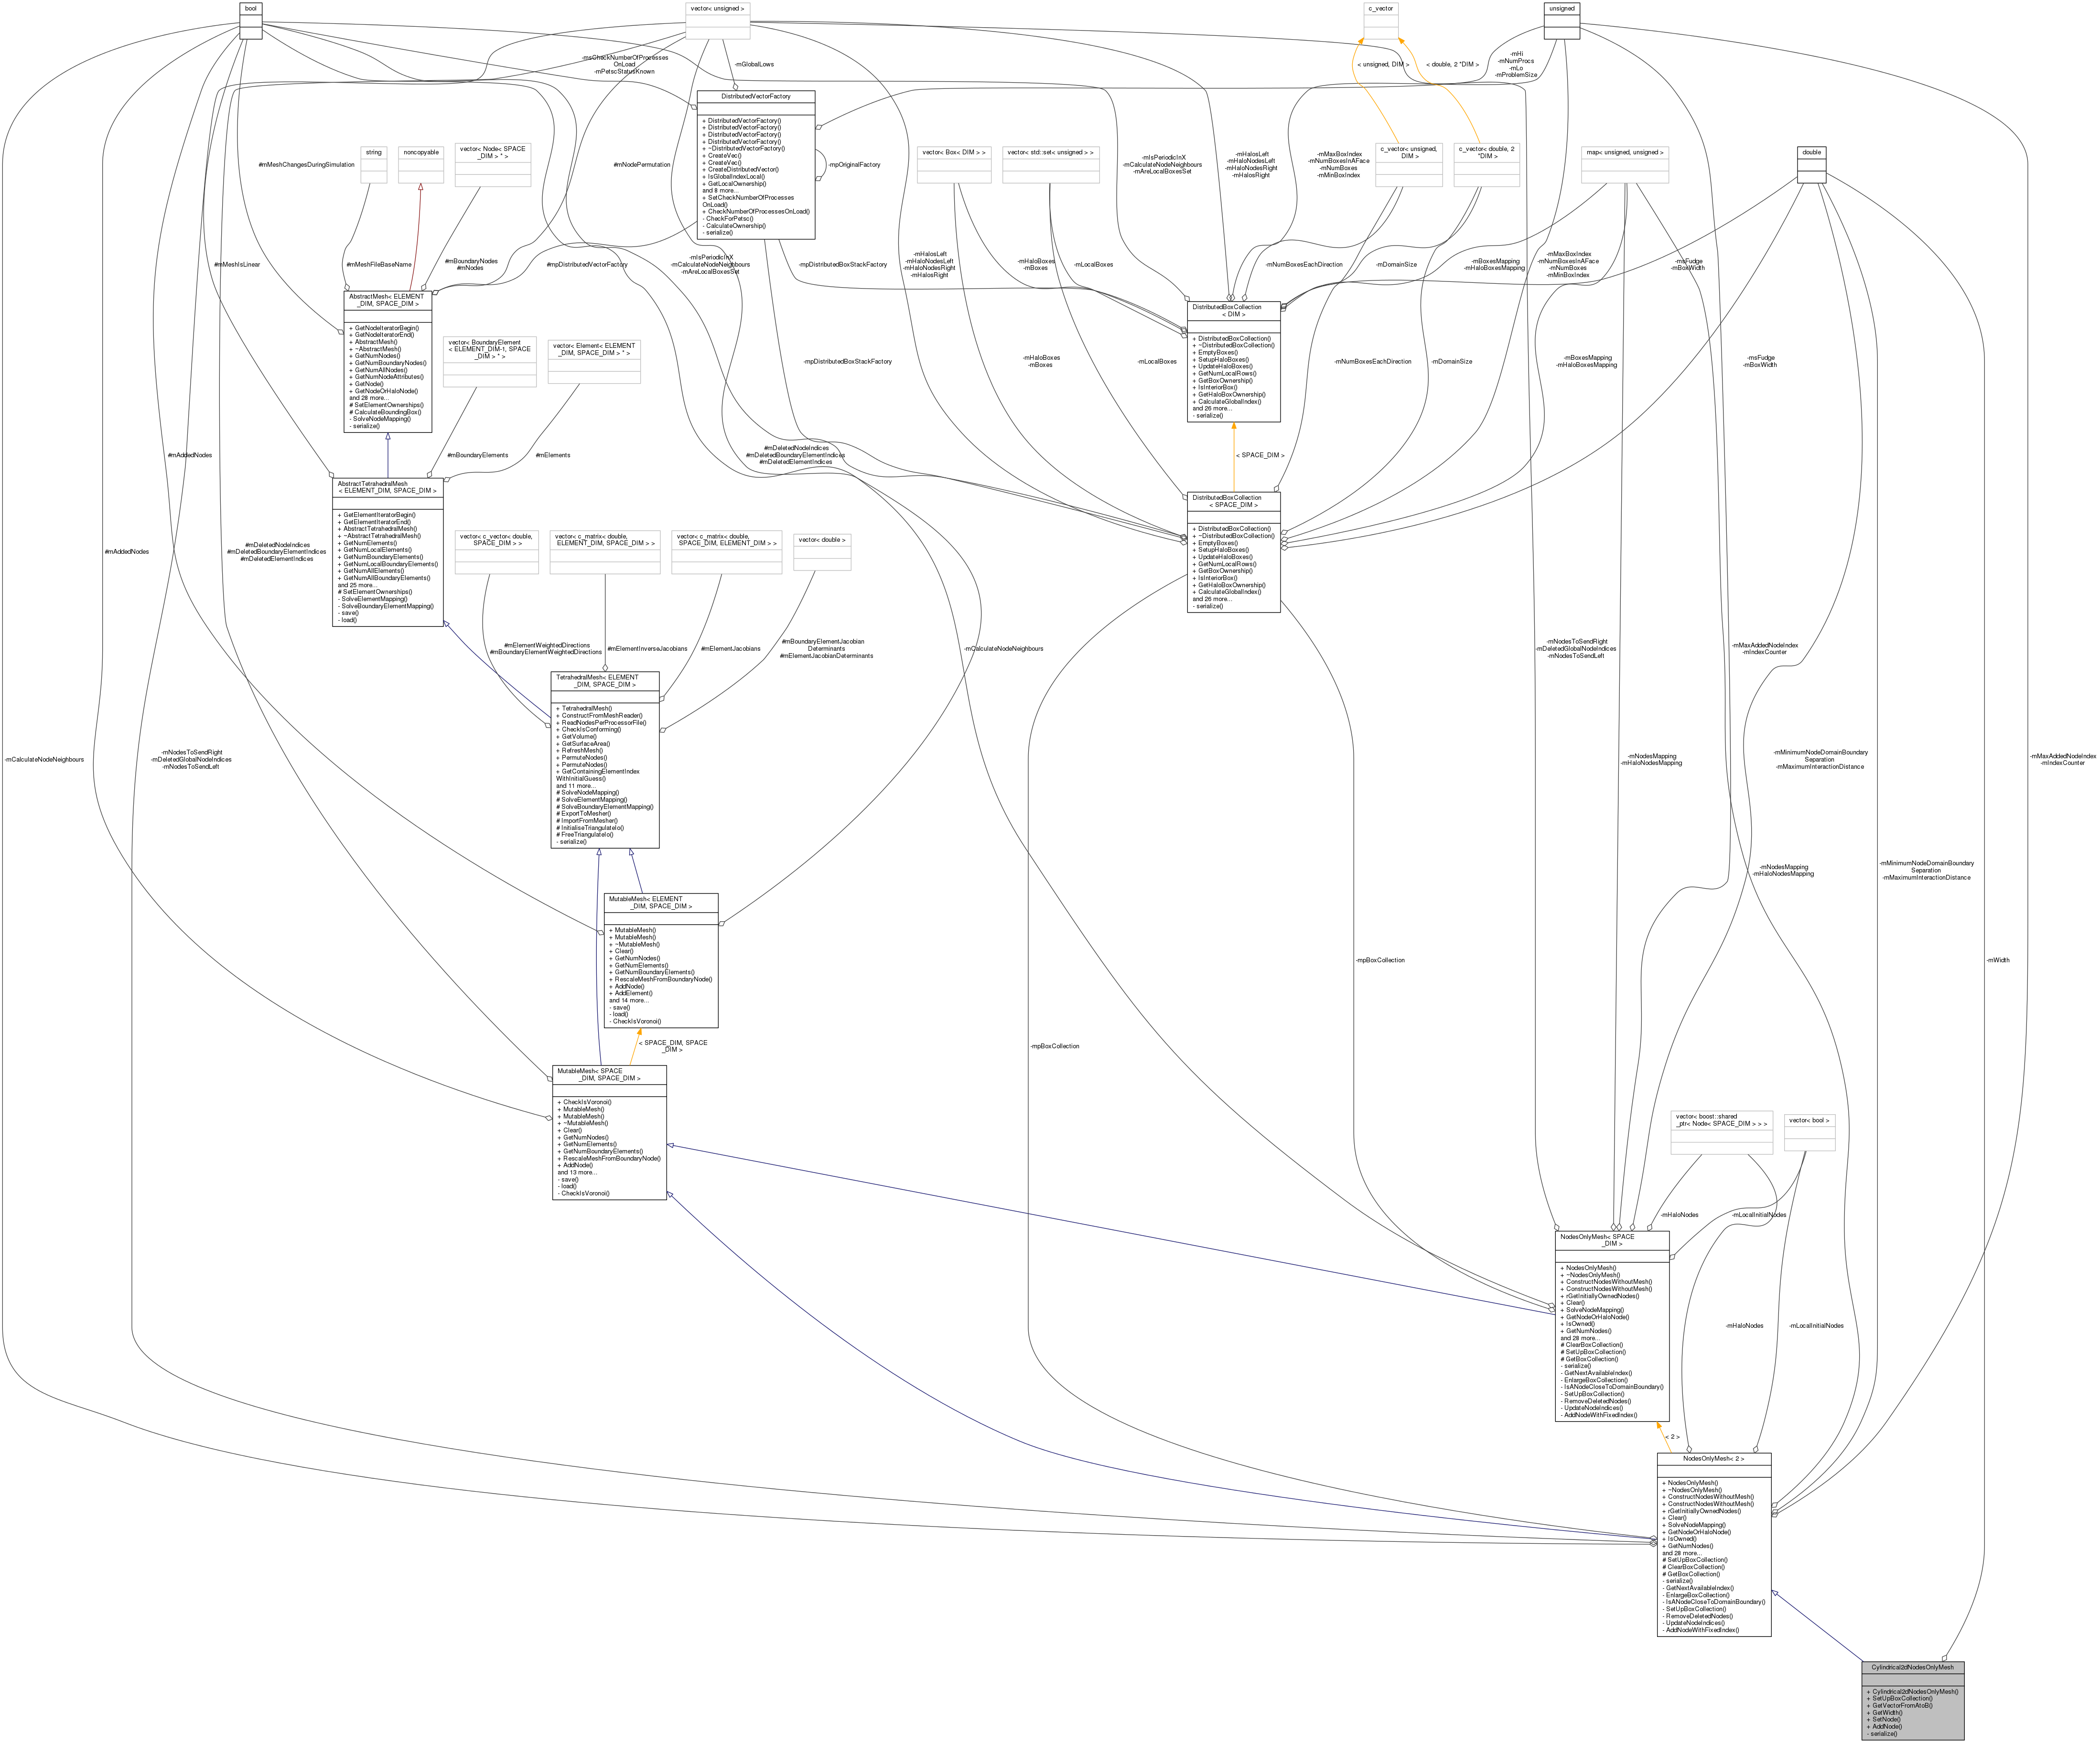 bool
vector< unsigned >
c_vector
unsigned
-msCheckNumberOfProcesses
OnLoad
-mPetscStatusKnown
-mGlobalLows
< unsigned, DIM >
< double, 2 *DIM >
-mHi
-mNumProcs
-mLo
-mProblemSize
DistributedVectorFactory
+ DistributedVectorFactory()
+ DistributedVectorFactory()
+ DistributedVectorFactory()
+ DistributedVectorFactory()
+ ~DistributedVectorFactory()
+ CreateVec()
+ CreateVec()
+ CreateDistributedVector()
+ IsGlobalIndexLocal()
+ GetLocalOwnership()
and 8 more...
+ SetCheckNumberOfProcesses
OnLoad()
+ CheckNumberOfProcessesOnLoad()
- CheckForPetsc()
- CalculateOwnership()
- serialize()
-mpOriginalFactory
#mMeshChangesDuringSimulation
string
noncopyable
vector< Node< SPACE
_DIM > * >
#mNodePermutation
vector< Box< DIM > >
vector< std::set< unsigned > >
-mIsPeriodicInX
-mCalculateNodeNeighbours
-mAreLocalBoxesSet
-mHalosLeft
-mHaloNodesLeft
-mHaloNodesRight
-mHalosRight
-mMaxBoxIndex
-mNumBoxesInAFace
-mNumBoxes
-mMinBoxIndex
c_vector< unsigned,
DIM >
c_vector< double, 2
*DIM >
map< unsigned, unsigned >
double
#mMeshIsLinear
#mMeshFileBaseName
#mBoundaryNodes
#mNodes
#mpDistributedVectorFactory
-mIsPeriodicInX
-mCalculateNodeNeighbours
-mAreLocalBoxesSet
-mpDistributedBoxStackFactory
-mHalosLeft
-mHaloNodesLeft
-mHaloNodesRight
-mHalosRight
-mHaloBoxes
-mBoxes
-mLocalBoxes
-mNumBoxesEachDirection
-mDomainSize
-mBoxesMapping
-mHaloBoxesMapping
-mMaxBoxIndex
-mNumBoxesInAFace
-mNumBoxes
-mMinBoxIndex
-msFudge
-mBoxWidth
AbstractMesh< ELEMENT
_DIM, SPACE_DIM >
+ GetNodeIteratorBegin()
+ GetNodeIteratorEnd()
+ AbstractMesh()
+ ~AbstractMesh()
+ GetNumNodes()
+ GetNumBoundaryNodes()
+ GetNumAllNodes()
+ GetNumNodeAttributes()
+ GetNode()
+ GetNodeOrHaloNode()
and 28 more...
# SetElementOwnerships()
# CalculateBoundingBox()
- SolveNodeMapping()
- serialize()
DistributedBoxCollection
< DIM >
+ DistributedBoxCollection()
+ ~DistributedBoxCollection()
+ EmptyBoxes()
+ SetupHaloBoxes()
+ UpdateHaloBoxes()
+ GetNumLocalRows()
+ GetBoxOwnership()
+ IsInteriorBox()
+ GetHaloBoxOwnership()
+ CalculateGlobalIndex()
and 26 more...
- serialize()
vector< BoundaryElement
< ELEMENT_DIM-1, SPACE
_DIM > * >
vector< Element< ELEMENT
_DIM, SPACE_DIM > * >
-mpDistributedBoxStackFactory
-mHaloBoxes
-mBoxes
-mLocalBoxes
-mNumBoxesEachDirection
-mDomainSize
-mBoxesMapping
-mHaloBoxesMapping
-msFudge
-mBoxWidth
#mAddedNodes
#mBoundaryElements
#mElements
#mDeletedNodeIndices
#mDeletedBoundaryElementIndices
#mDeletedElementIndices
< SPACE_DIM >
AbstractTetrahedralMesh
< ELEMENT_DIM, SPACE_DIM >
+ GetElementIteratorBegin()
+ GetElementIteratorEnd()
+ AbstractTetrahedralMesh()
+ ~AbstractTetrahedralMesh()
+ GetNumElements()
+ GetNumLocalElements()
+ GetNumBoundaryElements()
+ GetNumLocalBoundaryElements()
+ GetNumAllElements()
+ GetNumAllBoundaryElements()
and 25 more...
# SetElementOwnerships()
- SolveElementMapping()
- SolveBoundaryElementMapping()
- save()
- load()
DistributedBoxCollection
< SPACE_DIM >
+ DistributedBoxCollection()
+ ~DistributedBoxCollection()
+ EmptyBoxes()
+ SetupHaloBoxes()
+ UpdateHaloBoxes()
+ GetNumLocalRows()
+ GetBoxOwnership()
+ IsInteriorBox()
+ GetHaloBoxOwnership()
+ CalculateGlobalIndex()
and 26 more...
- serialize()
#mAddedNodes
#mDeletedNodeIndices
#mDeletedBoundaryElementIndices
#mDeletedElementIndices
vector< c_vector< double,
SPACE_DIM > >
vector< c_matrix< double,
ELEMENT_DIM, SPACE_DIM > >
vector< c_matrix< double,
SPACE_DIM, ELEMENT_DIM > >
vector< double >
#mElementWeightedDirections
#mBoundaryElementWeightedDirections
#mElementInverseJacobians
#mElementJacobians
#mBoundaryElementJacobian
Determinants
#mElementJacobianDeterminants
-mCalculateNodeNeighbours
-mNodesToSendRight
-mDeletedGlobalNodeIndices
-mNodesToSendLeft
-mMaxAddedNodeIndex
-mIndexCounter
TetrahedralMesh< ELEMENT
_DIM, SPACE_DIM >
+ TetrahedralMesh()
+ ConstructFromMeshReader()
+ ReadNodesPerProcessorFile()
+ CheckIsConforming()
+ GetVolume()
+ GetSurfaceArea()
+ RefreshMesh()
+ PermuteNodes()
+ PermuteNodes()
+ GetContainingElementIndex
WithInitialGuess()
and 11 more...
# SolveNodeMapping()
# SolveElementMapping()
# SolveBoundaryElementMapping()
# ExportToMesher()
# ImportFromMesher()
# InitialiseTriangulateIo()
# FreeTriangulateIo()
- serialize()
-mCalculateNodeNeighbours
-mNodesToSendRight
-mDeletedGlobalNodeIndices
-mNodesToSendLeft
-mpBoxCollection
-mNodesMapping
-mHaloNodesMapping
-mMinimumNodeDomainBoundary
Separation
-mMaximumInteractionDistance
-mMaxAddedNodeIndex
-mIndexCounter
-mWidth
-mNodesMapping
-mHaloNodesMapping
-mMinimumNodeDomainBoundary
Separation
-mMaximumInteractionDistance
MutableMesh< ELEMENT
_DIM, SPACE_DIM >
+ MutableMesh()
+ MutableMesh()
+ ~MutableMesh()
+ Clear()
+ GetNumNodes()
+ GetNumElements()
+ GetNumBoundaryElements()
+ RescaleMeshFromBoundaryNode()
+ AddNode()
+ AddElement()
and 14 more...
- save()
- load()
- CheckIsVoronoi()
< SPACE_DIM, SPACE
_DIM >
-mpBoxCollection
MutableMesh< SPACE
_DIM, SPACE_DIM >
+ CheckIsVoronoi()
+ MutableMesh()
+ MutableMesh()
+ ~MutableMesh()
+ Clear()
+ GetNumNodes()
+ GetNumElements()
+ GetNumBoundaryElements()
+ RescaleMeshFromBoundaryNode()
+ AddNode()
and 13 more...
- save()
- load()
- CheckIsVoronoi()
vector< boost::shared
_ptr< Node< SPACE_DIM > > >
vector< bool >
-mHaloNodes
-mLocalInitialNodes
NodesOnlyMesh< SPACE
_DIM >
+ NodesOnlyMesh()
+ ~NodesOnlyMesh()
+ ConstructNodesWithoutMesh()
+ ConstructNodesWithoutMesh()
+ rGetInitiallyOwnedNodes()
+ Clear()
+ SolveNodeMapping()
+ GetNodeOrHaloNode()
+ IsOwned()
+ GetNumNodes()
and 28 more...
# ClearBoxCollection()
# SetUpBoxCollection()
# GetBoxCollection()
- serialize()
- GetNextAvailableIndex()
- EnlargeBoxCollection()
- IsANodeCloseToDomainBoundary()
- SetUpBoxCollection()
- RemoveDeletedNodes()
- UpdateNodeIndices()
- AddNodeWithFixedIndex()
-mHaloNodes
-mLocalInitialNodes
< 2 >
NodesOnlyMesh< 2 >
+ NodesOnlyMesh()
+ ~NodesOnlyMesh()
+ ConstructNodesWithoutMesh()
+ ConstructNodesWithoutMesh()
+ rGetInitiallyOwnedNodes()
+ Clear()
+ SolveNodeMapping()
+ GetNodeOrHaloNode()
+ IsOwned()
+ GetNumNodes()
and 28 more...
# SetUpBoxCollection()
# ClearBoxCollection()
# GetBoxCollection()
- serialize()
- GetNextAvailableIndex()
- EnlargeBoxCollection()
- IsANodeCloseToDomainBoundary()
- SetUpBoxCollection()
- RemoveDeletedNodes()
- UpdateNodeIndices()
- AddNodeWithFixedIndex()
Cylindrical2dNodesOnlyMesh
+ Cylindrical2dNodesOnlyMesh()
+ SetUpBoxCollection()
+ GetVectorFromAtoB()
+ GetWidth()
+ SetNode()
+ AddNode()
- serialize()